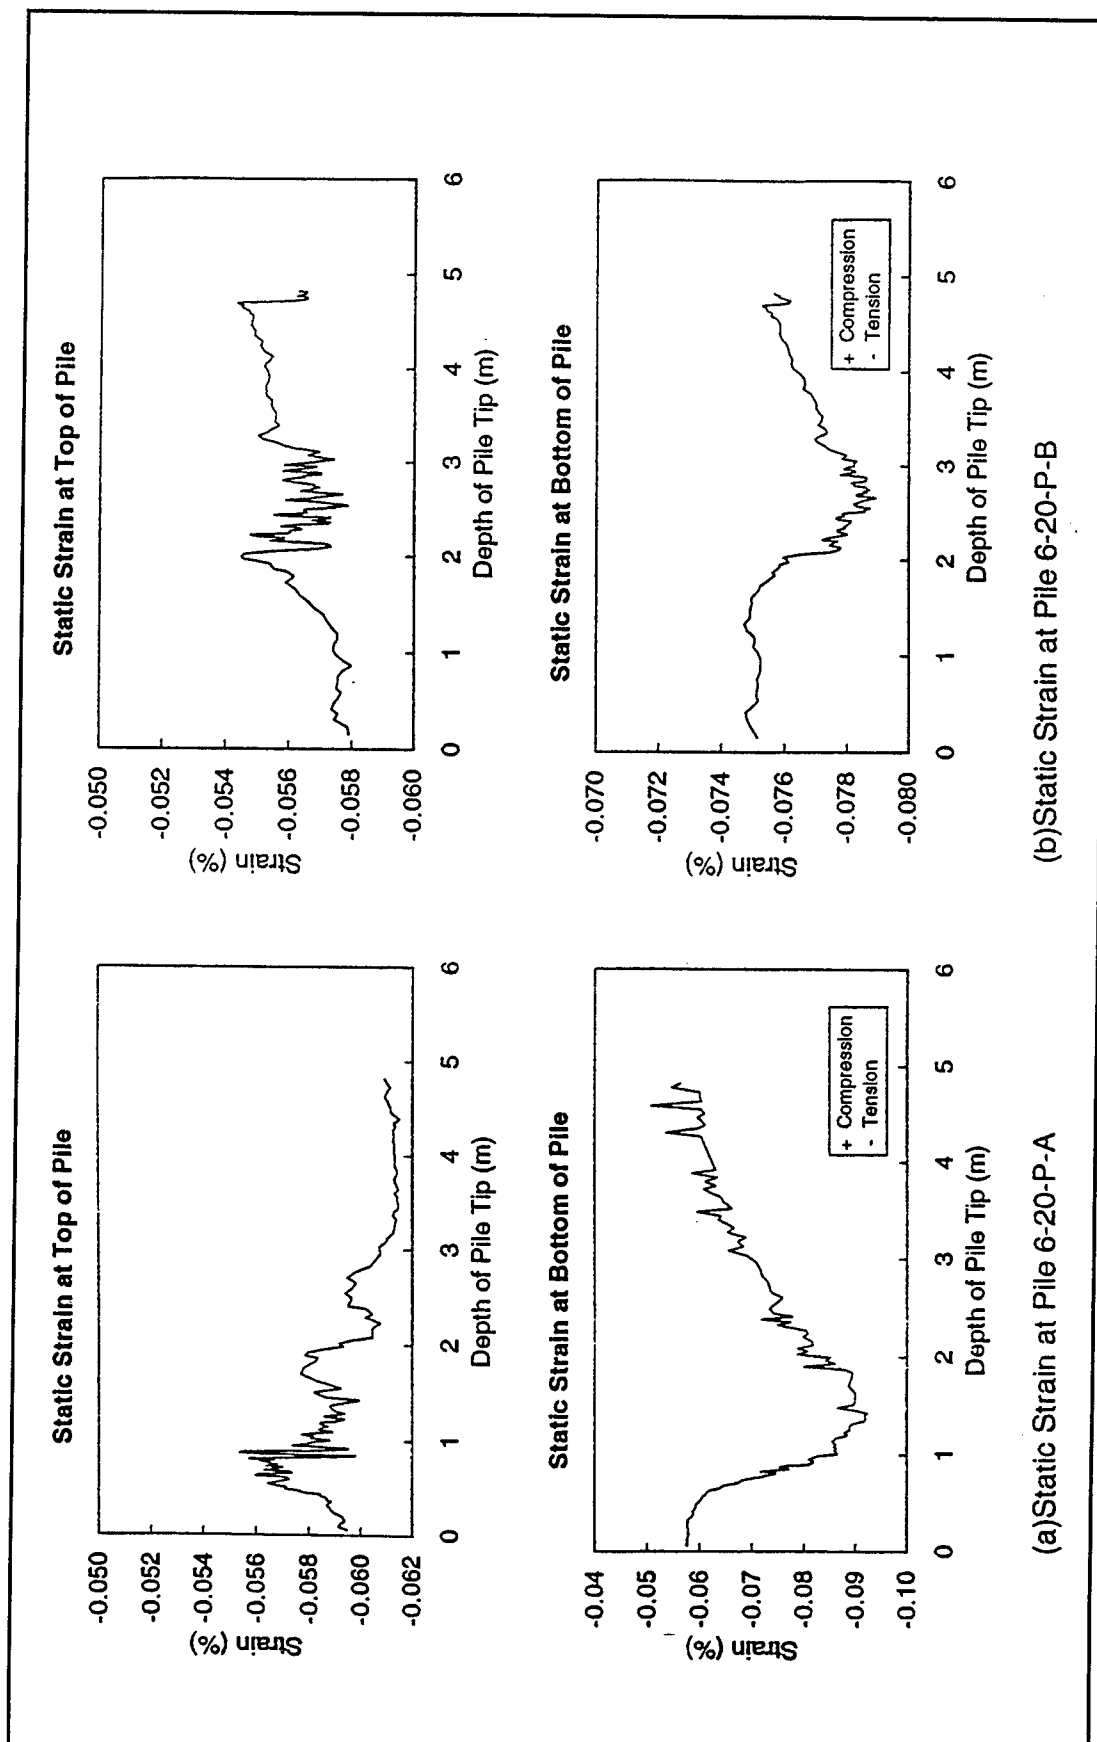 Static Strain at Top of Pile
-0.050
-0.052
-0.054
-0.056
-0.058
-0.060
-0.062
Strain (%)
0 1 2 3 4 5 6
Depth of Pile Tip (m)
Static Strain at Bottom of Pile
-0.04
-0.05
-0.06
-0.07
-0.08
-0.09
-0.10
Strain (%)
+ Compression
- Tension
0 1 2 3 4 5 6
Depth of Pile Tip (m)
(a)Static Strain at Pile 6-20-P-A
Static Strain at Top of Pile
-0.050
-0.052
-0.054
-0.056
-0.058
-0.060
Strain (%)
0 1 2 3 4 5 6
Depth of Pile Tip (m)
Static Strain at Bottom of Pile
-0.070
-0.072
-0.074
-0.076
-0.078
-0.080
Strain (%)
+ Compression
- Tension
0 1 2 3 4 5 6
Depth of Pile Tip (m)
(b)Static Strain at Pile 6-20-P-B